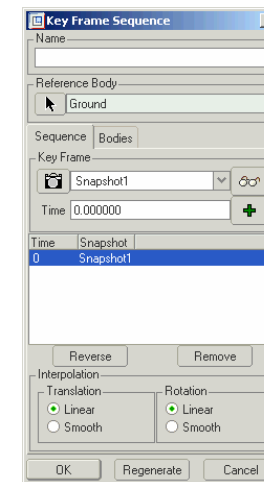 Key Frame Sequence
Name
Reference Body
Ground
Sequence Bodies
Key Frame
Snapshot1
Time 0.000000
Time Snapshot
0 Snapshot1
Reverse Remove
Interpolation
Translation Rotation
Linear Linear
Smooth Smooth
OK Regenerate Cancel